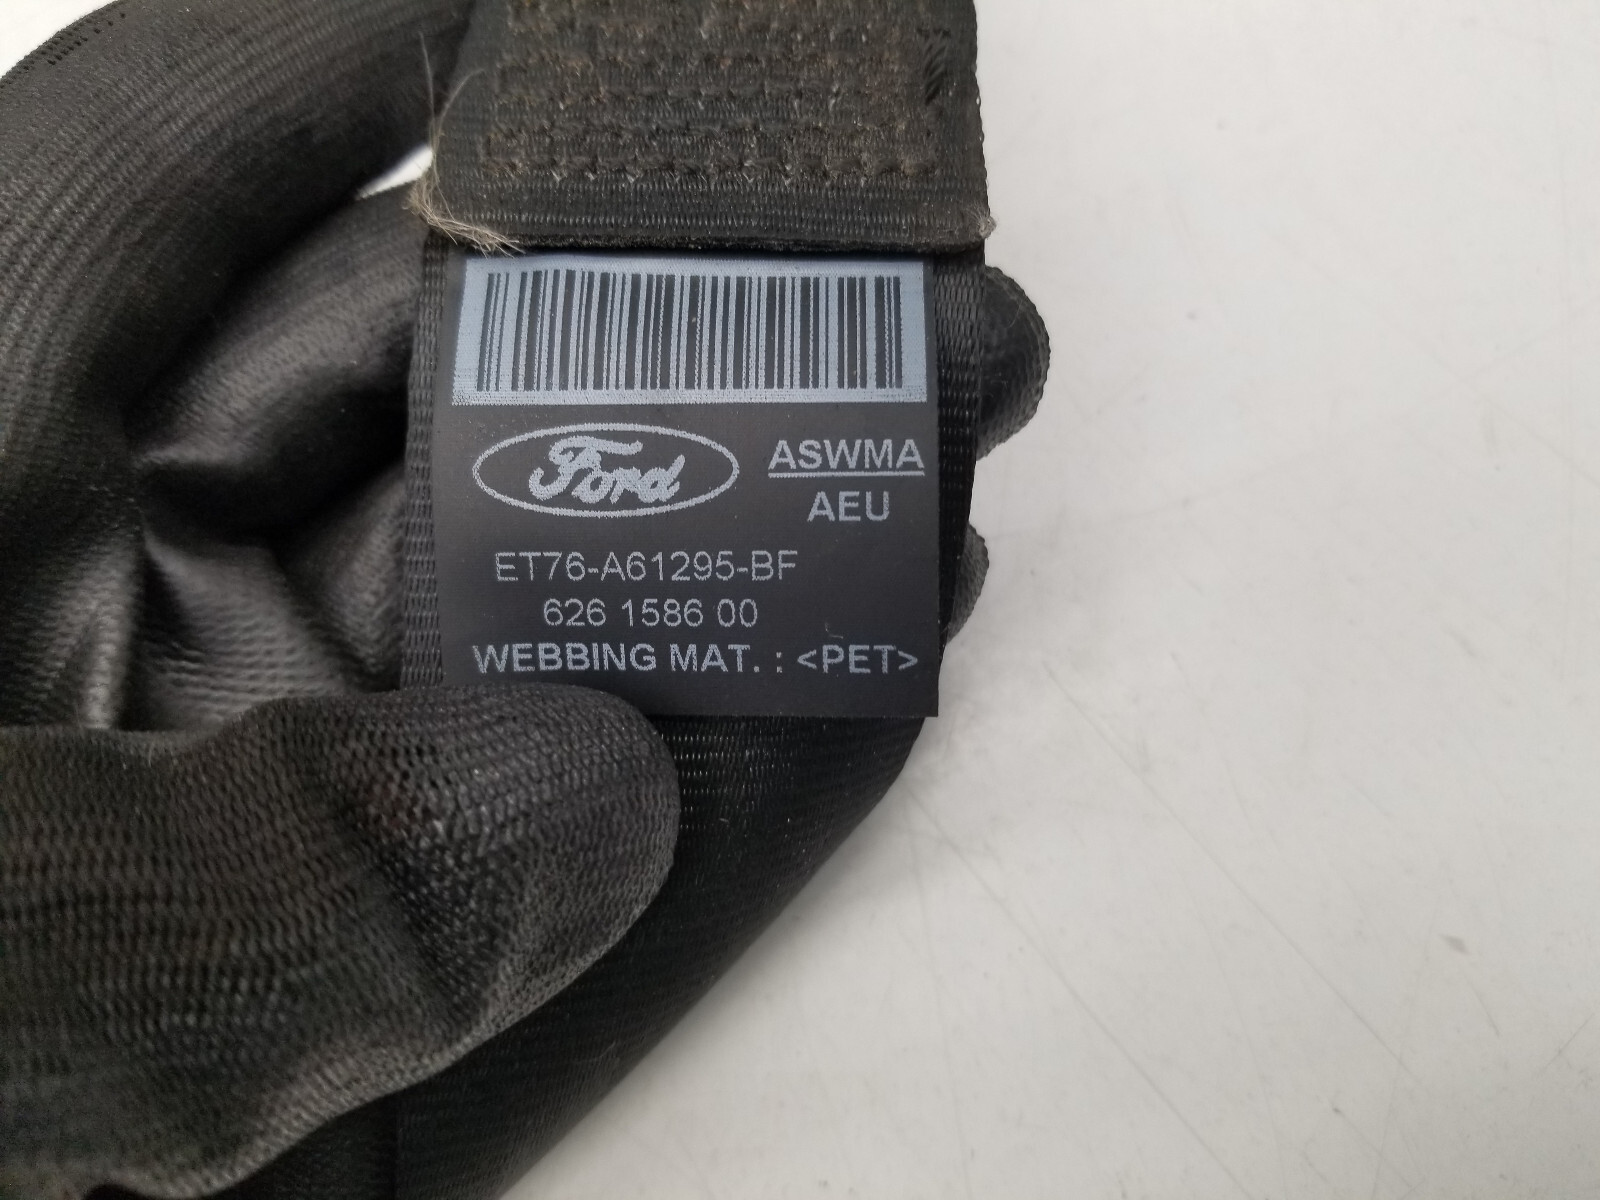 Ford
ASWMA
AEU
ET76-A61295-BF
626 1586 00
WEBBING MAT. : <PET>